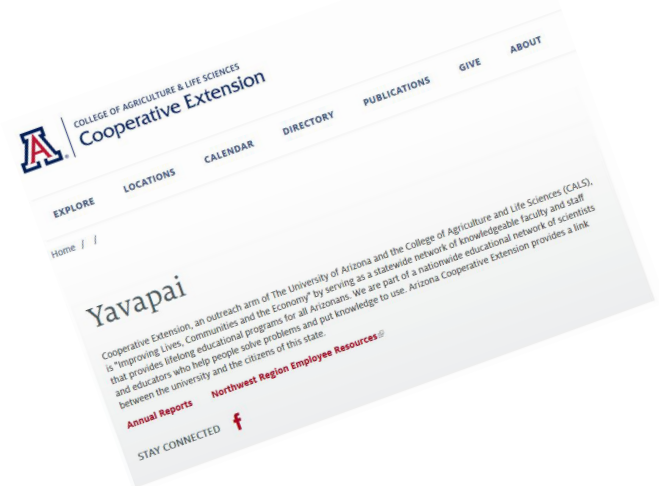 COLLEGE OF AGRICULTURE & LIFE SCIENCES
Cooperative Extension
EXPLORE LOCATIONS CALENDAR DIRECTORY PUBLICATIONS GIVE ABOUT
Home / /
Yavapai
Cooperative Extension, an outreach arm of The University of Arizona and the College of Agriculture and Life Sciences (CALS),
is "Improving Lives, Communities and the Economy" by serving as a statewide network of knowledgeable faculty and staff
that provides lifelong educational programs for all Arizonans. We are part of a nationwide educational network of scientists
and educators who help people solve problems and put knowledge to use. Arizona Cooperative Extension provides a link
between the university and the citizens of this state.
Annual Reports Northwest Region Employee Resources
STAY CONNECTED f